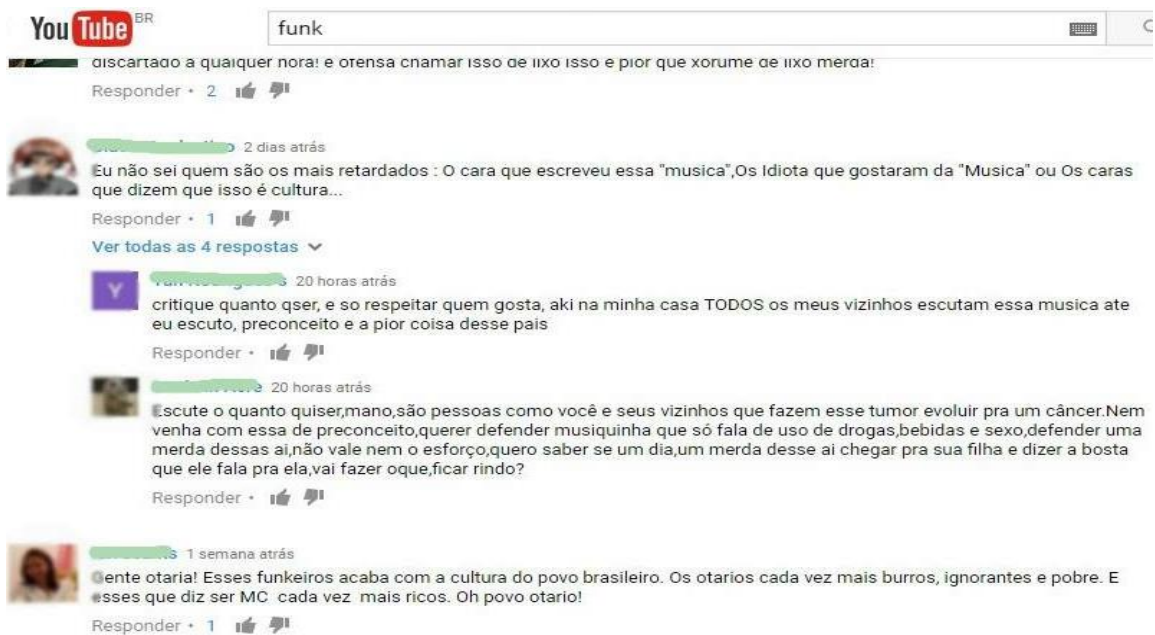 You Tube BR
funk
discartado a qualquer hora! e ofensa chamar isso de lixo isso e pior que xorume de lixo merda!
Responder • 2
2 dias atrás
Eu não sei quem são os mais retardados : O cara que escreveu essa "musica",Os Idiota que gostaram da "Musica" ou Os caras
que dizem que isso é cultura...
Responder • 1
Ver todas as 4 respostas
Y
20 horas atrás
critique quanto qser, e so respeitar quem gosta, aki na minha casa TODOS os meus vizinhos escutam essa musica ate
eu escuto, preconceito e a pior coisa desse pais
Responder •
20 horas atrás
Escute o quanto quiser,mano,são pessoas como você e seus vizinhos que fazem esse tumor evoluir pra um câncer.Nem
venha com essa de preconceito,querer defender musiquinha que só fala de uso de drogas,bebidas e sexo,defender uma
merda dessas ai,não vale nem o esforço,quero saber se um dia,um merda desse ai chegar pra sua filha e dizer a bosta
que ele fala pra ela,vai fazer oque,ficar rindo?
Responder •
1 semana atrás
Gente otaria! Esses funkeiros acaba com a cultura do povo brasileiro. Os otarios cada vez mais burros, ignorantes e pobre. E
esses que diz ser MC cada vez mais ricos. Oh povo otario!
Responder • 1